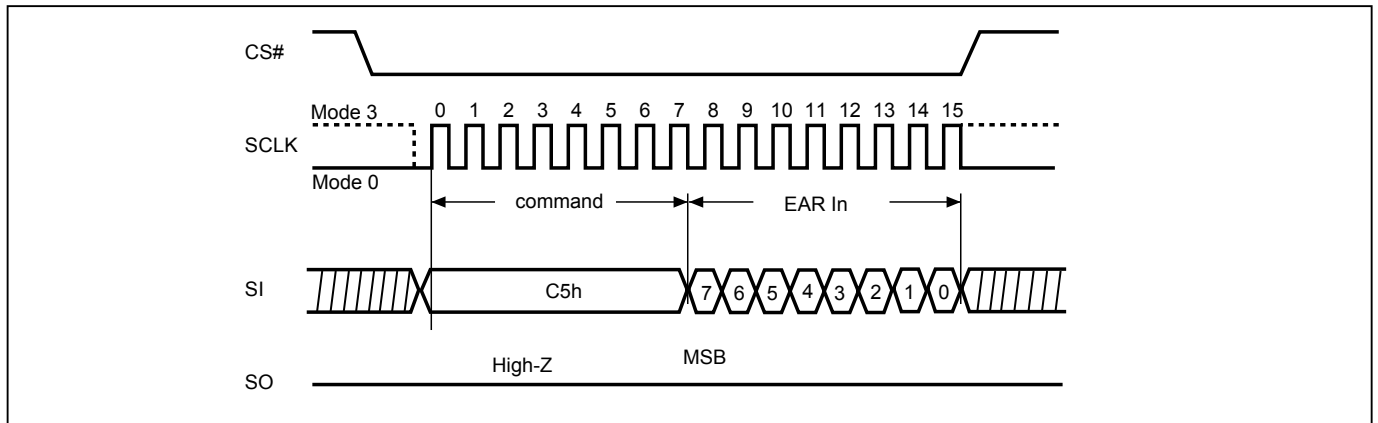 CS#
Mode 3
0 1 2 3 4 5 6 7 8 9 10 11 12 13 14 15
SCLK
Mode 0
command
EAR In
SI
C5h
7 6 5 4 3 2 1 0
High-Z
MSB
SO